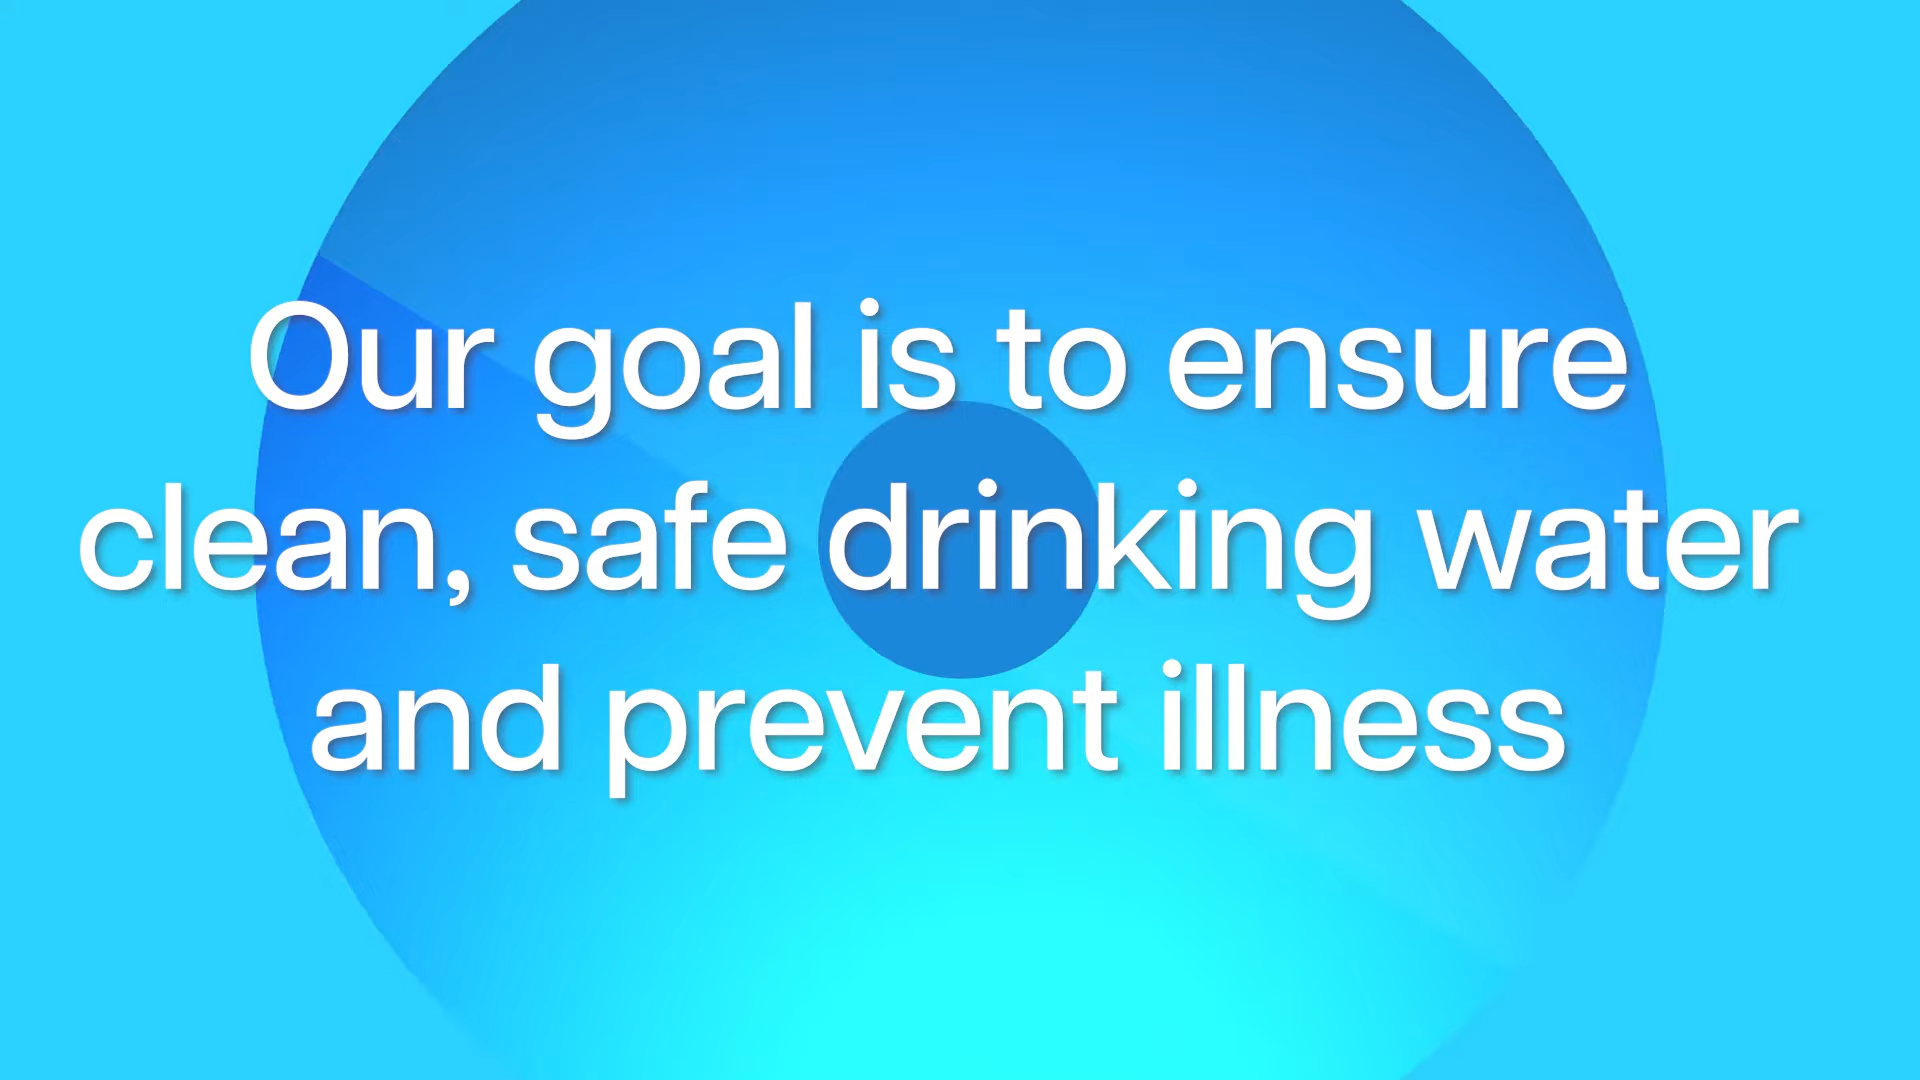 Our goal is to ensure
clean, safe drinking water
and prevent illness